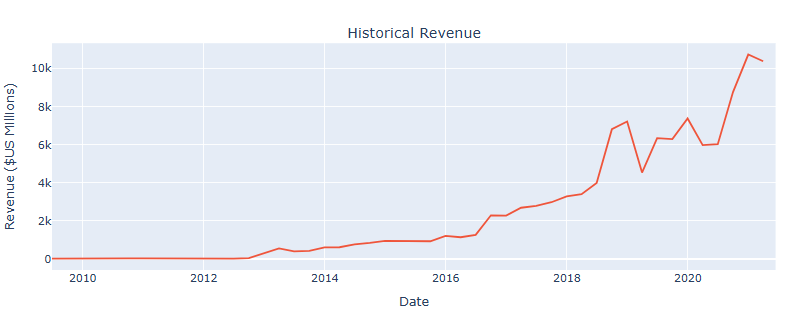 Historical Revenue
10k
8k
6k
4k
2k
0
Revenue ($US Millions)
2010 2012 2014 2016 2018 2020
Date